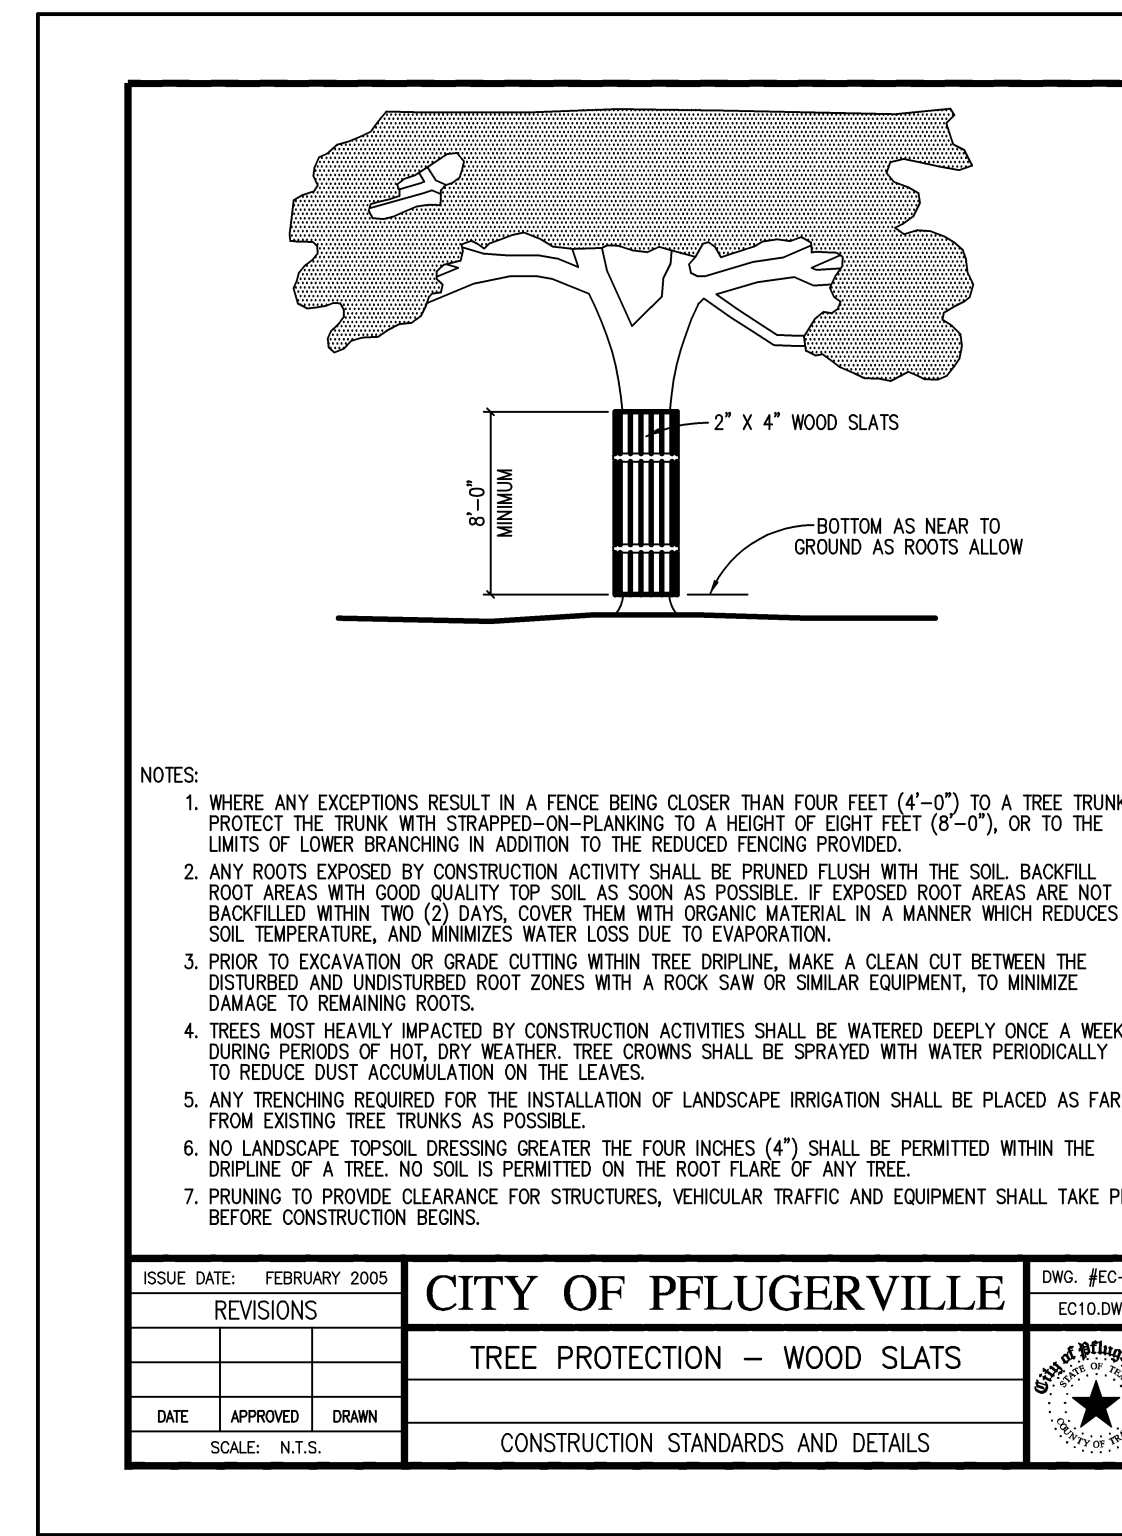 2" X 4" WOOD SLATS
8'-0"
MINIMUM
BOTTOM AS NEAR TO
GROUND AS ROOTS ALLOW
NOTES:
1. WHERE ANY EXCEPTIONS RESULT IN A FENCE BEING CLOSER THAN FOUR FEET (4'-0") TO A TREE TRUNK
PROTECT THE TRUNK WITH STRAPPED-ON-PLANKING TO A HEIGHT OF EIGHT FEET (8'-0"), OR TO THE
LIMITS OF LOWER BRANCHING IN ADDITION TO THE REDUCED FENCING PROVIDED.
2. ANY ROOTS EXPOSED BY CONSTRUCTION ACTIVITY SHALL BE PRUNED FLUSH WITH THE SOIL. BACKFILL
ROOT AREAS WITH GOOD QUALITY TOP SOIL AS SOON AS POSSIBLE. IF EXPOSED ROOT AREAS ARE NOT
BACKFILLED WITHIN TWO (2) DAYS, COVER THEM WITH ORGANIC MATERIAL IN A MANNER WHICH REDUCES
SOIL TEMPERATURE, AND MINIMIZES WATER LOSS DUE TO EVAPORATION.
3. PRIOR TO EXCAVATION OR GRADE CUTTING WITHIN TREE DRIPLINE, MAKE A CLEAN CUT BETWEEN THE
DISTURBED AND UNDISTURBED ROOT ZONES WITH A ROCK SAW OR SIMILAR EQUIPMENT, TO MINIMIZE
DAMAGE TO REMAINING ROOTS.
4. TREES MOST HEAVILY IMPACTED BY CONSTRUCTION ACTIVITIES SHALL BE WATERED DEEPLY ONCE A WEEK
DURING PERIODS OF HOT, DRY WEATHER. TREE CROWNS SHALL BE SPRAYED WITH WATER PERIODICALLY
TO REDUCE DUST ACCUMULATION ON THE LEAVES.
5. ANY TRENCHING REQUIRED FOR THE INSTALLATION OF LANDSCAPE IRRIGATION SHALL BE PLACED AS FAR
FROM EXISTING TREE TRUNKS AS POSSIBLE.
6. NO LANDSCAPE TOPSOIL DRESSING GREATER THE FOUR INCHES (4") SHALL BE PERMITTED WITHIN THE
DRIPLINE OF A TREE. NO SOIL IS PERMITTED ON THE ROOT FLARE OF ANY TREE.
7. PRUNING TO PROVIDE CLEARANCE FOR STRUCTURES, VEHICULAR TRAFFIC AND EQUIPMENT SHALL TAKE
BEFORE CONSTRUCTION BEGINS.
ISSUE DATE: FEBRUARY 2005
REVISIONS
DATE APPROVED DRAWN
SCALE: N.T.S.
CITY OF PFLUGERVILLE
TREE PROTECTION - WOOD SLATS
CONSTRUCTION STANDARDS AND DETAILS
DWG. #EC-
EC10.DW
City of
STATE OF
COUNTY OF